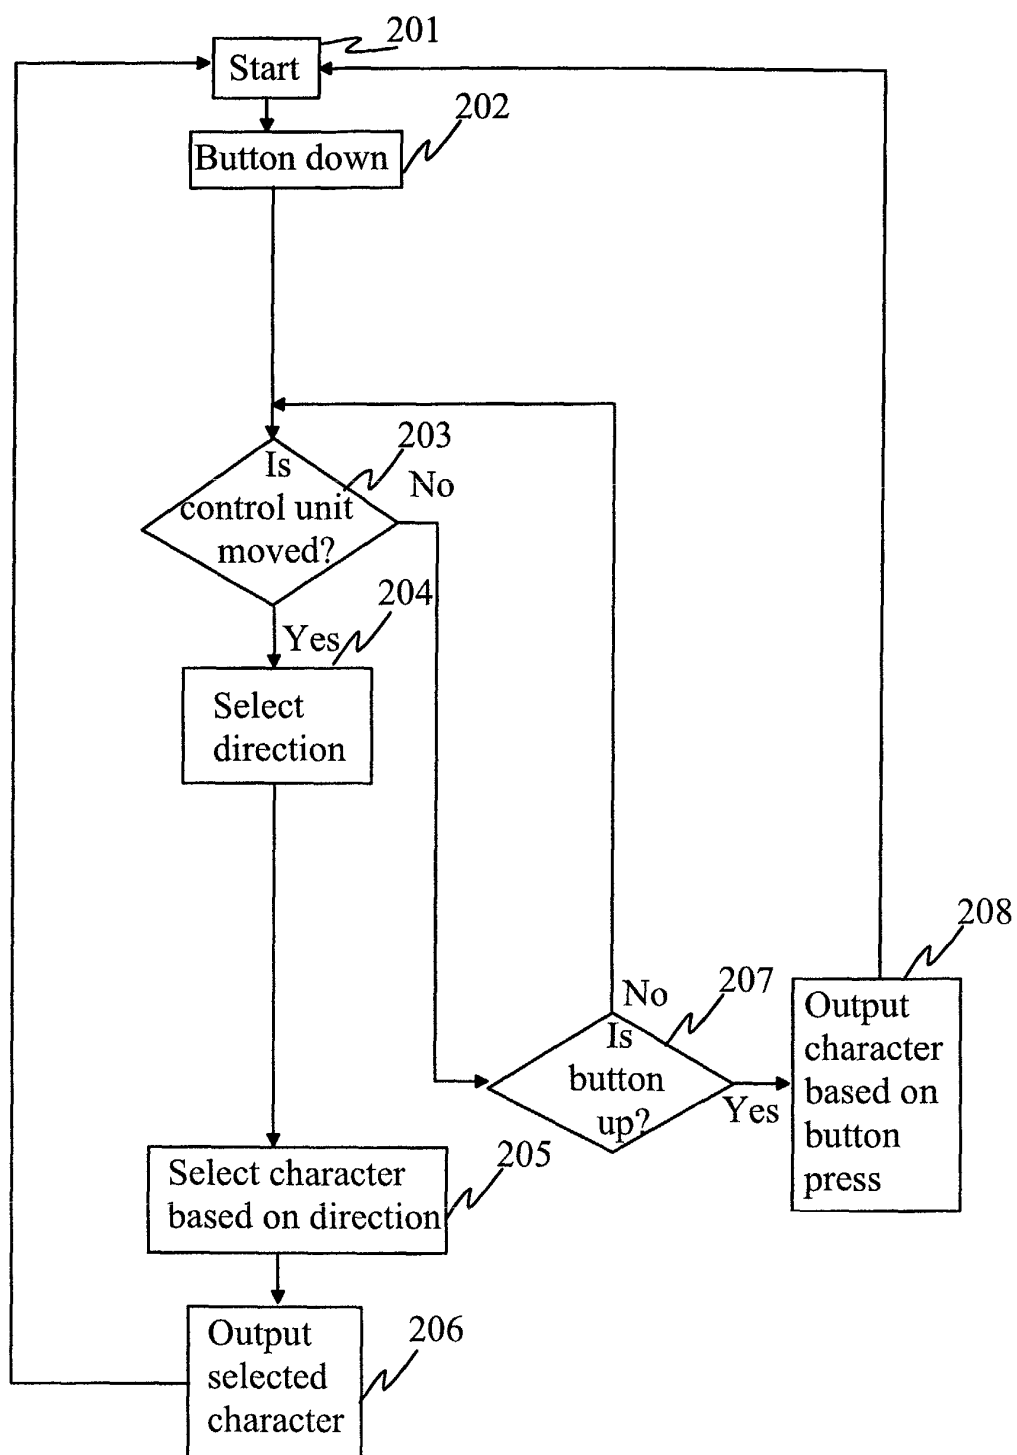 201
Start
202
Button down
203
Is
control unit
moved?
No
204
Yes
Select
direction
208
207
No
Is
button
up?
Yes
Output
character
based on
button
press
205
Select character
based on direction
206
Output
selected
character